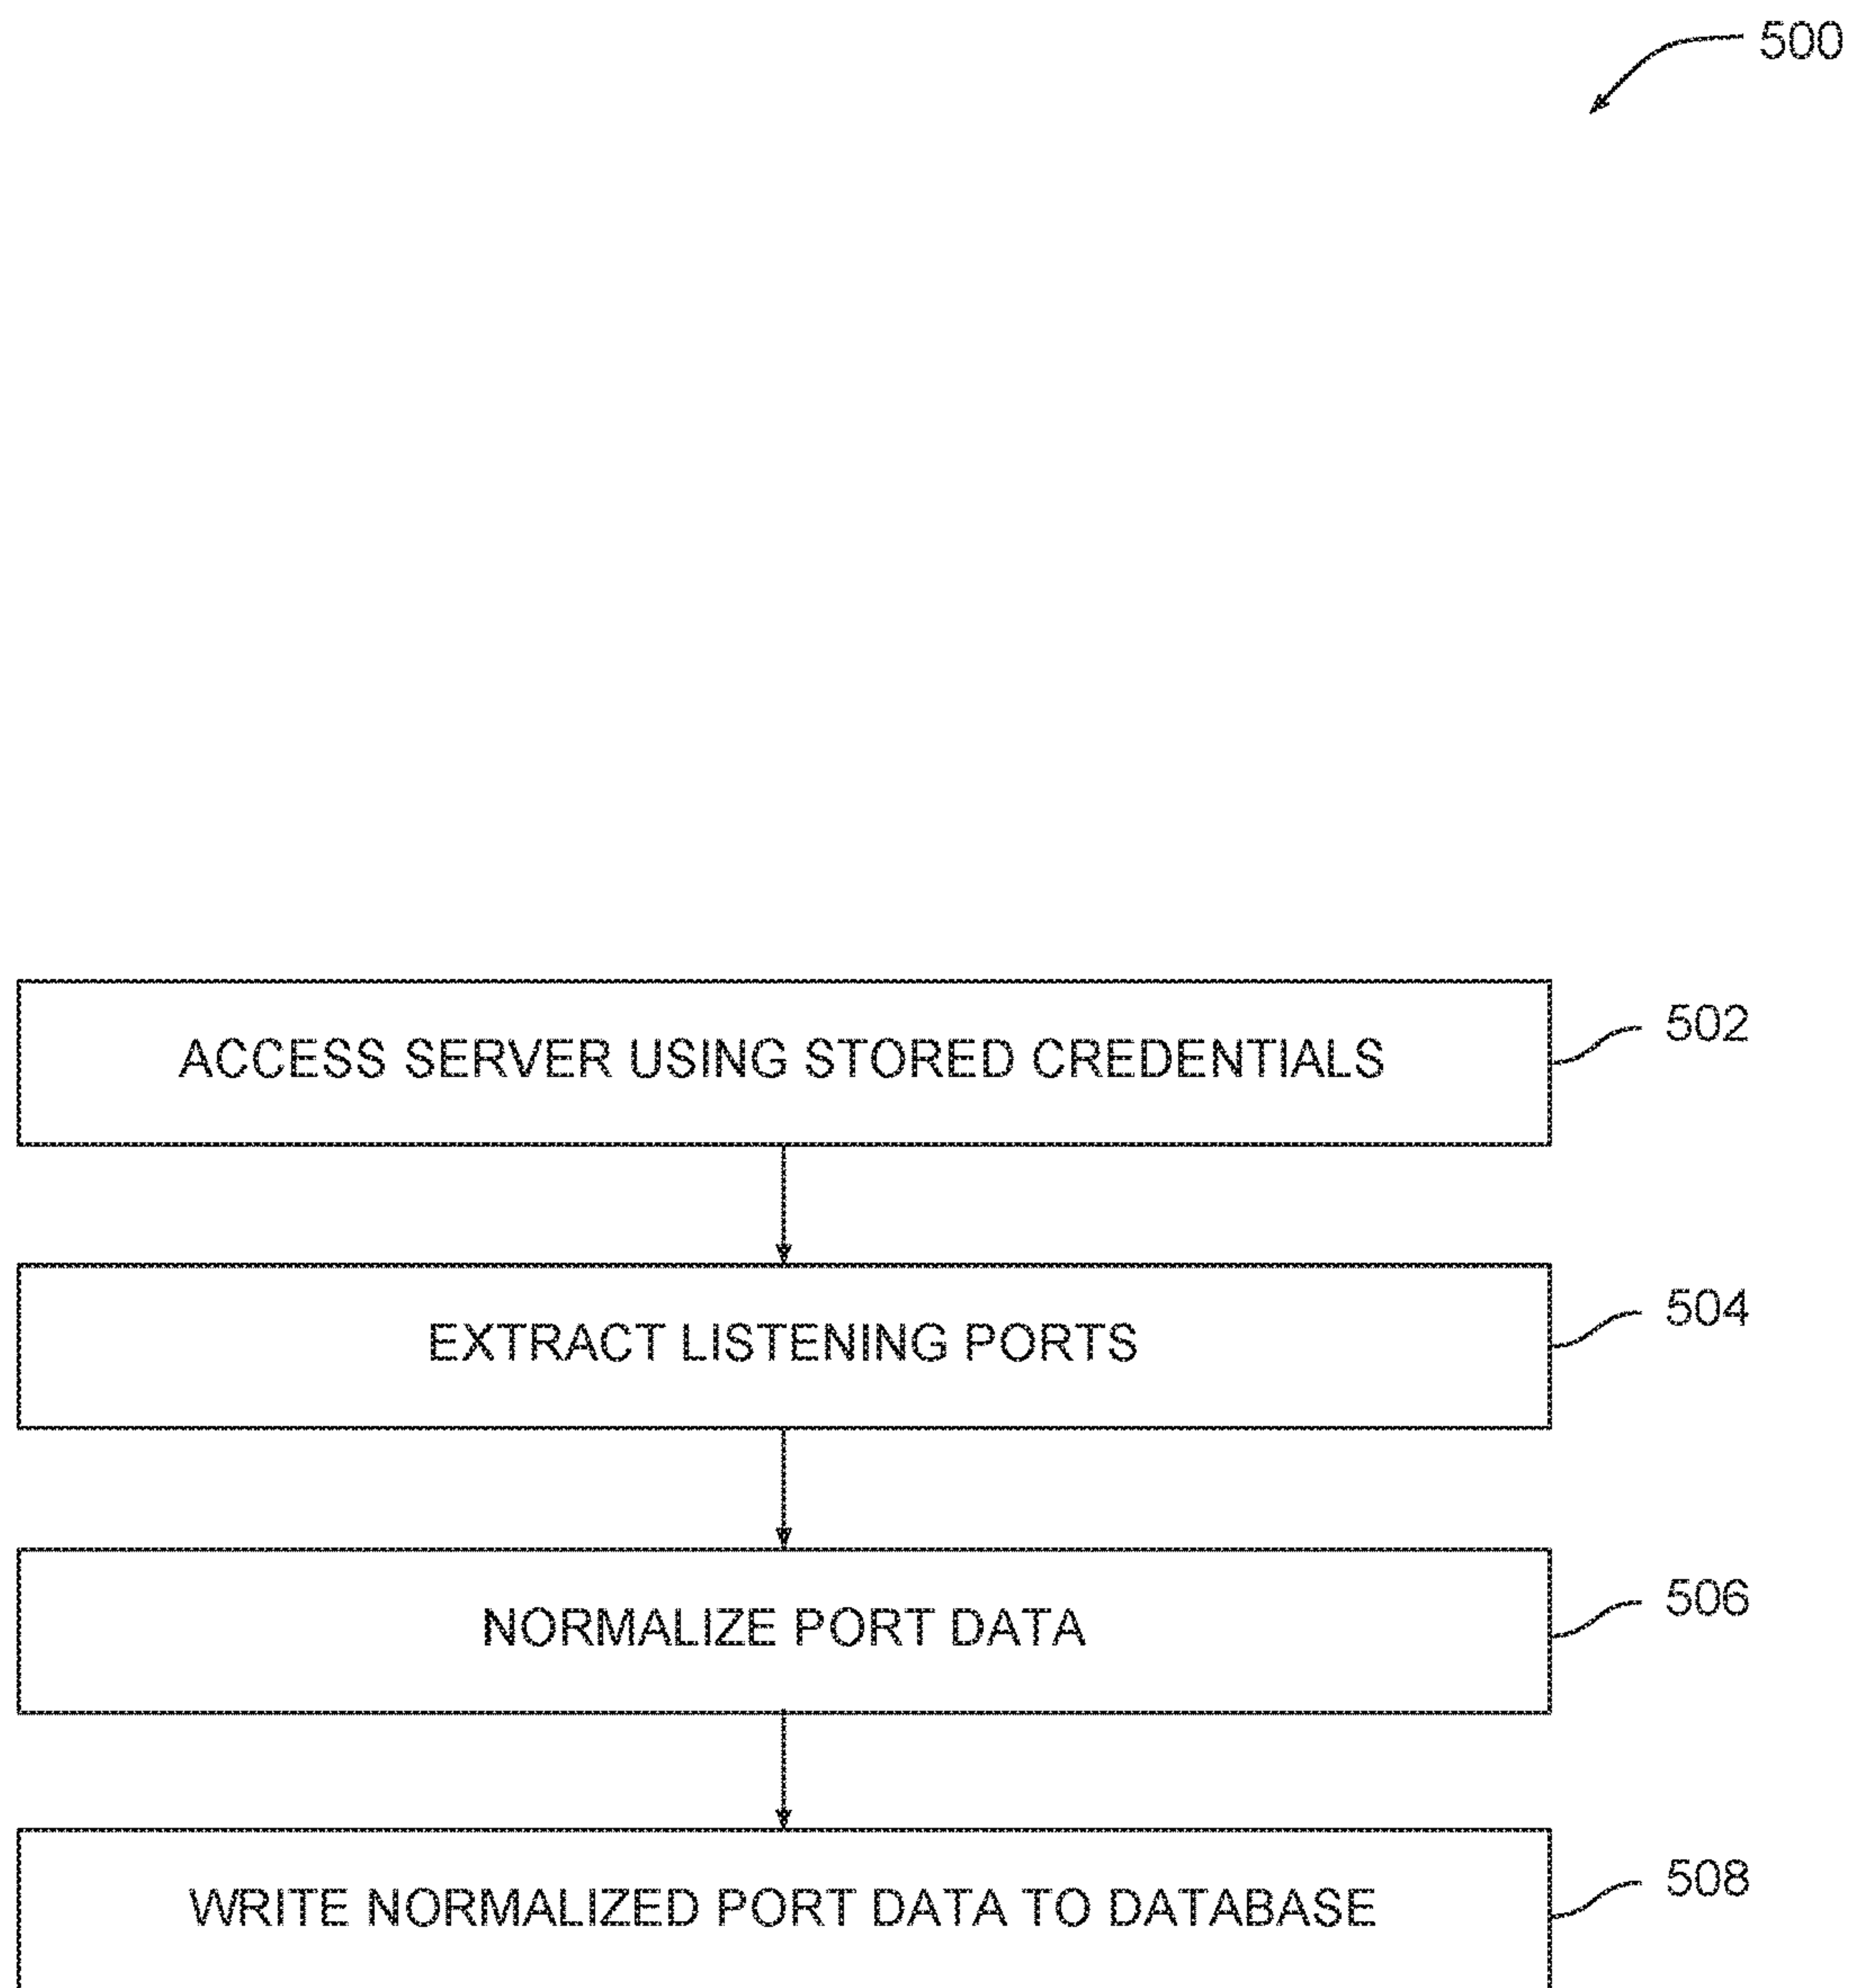 500
ACCESS SERVER USING STORED CREDENTIALS
502
EXTRACT LISTENING PORTS
504
NORMALIZE PORT DATA
506
WRITE NORMALIZED PORT DATA TO DATABASE
508